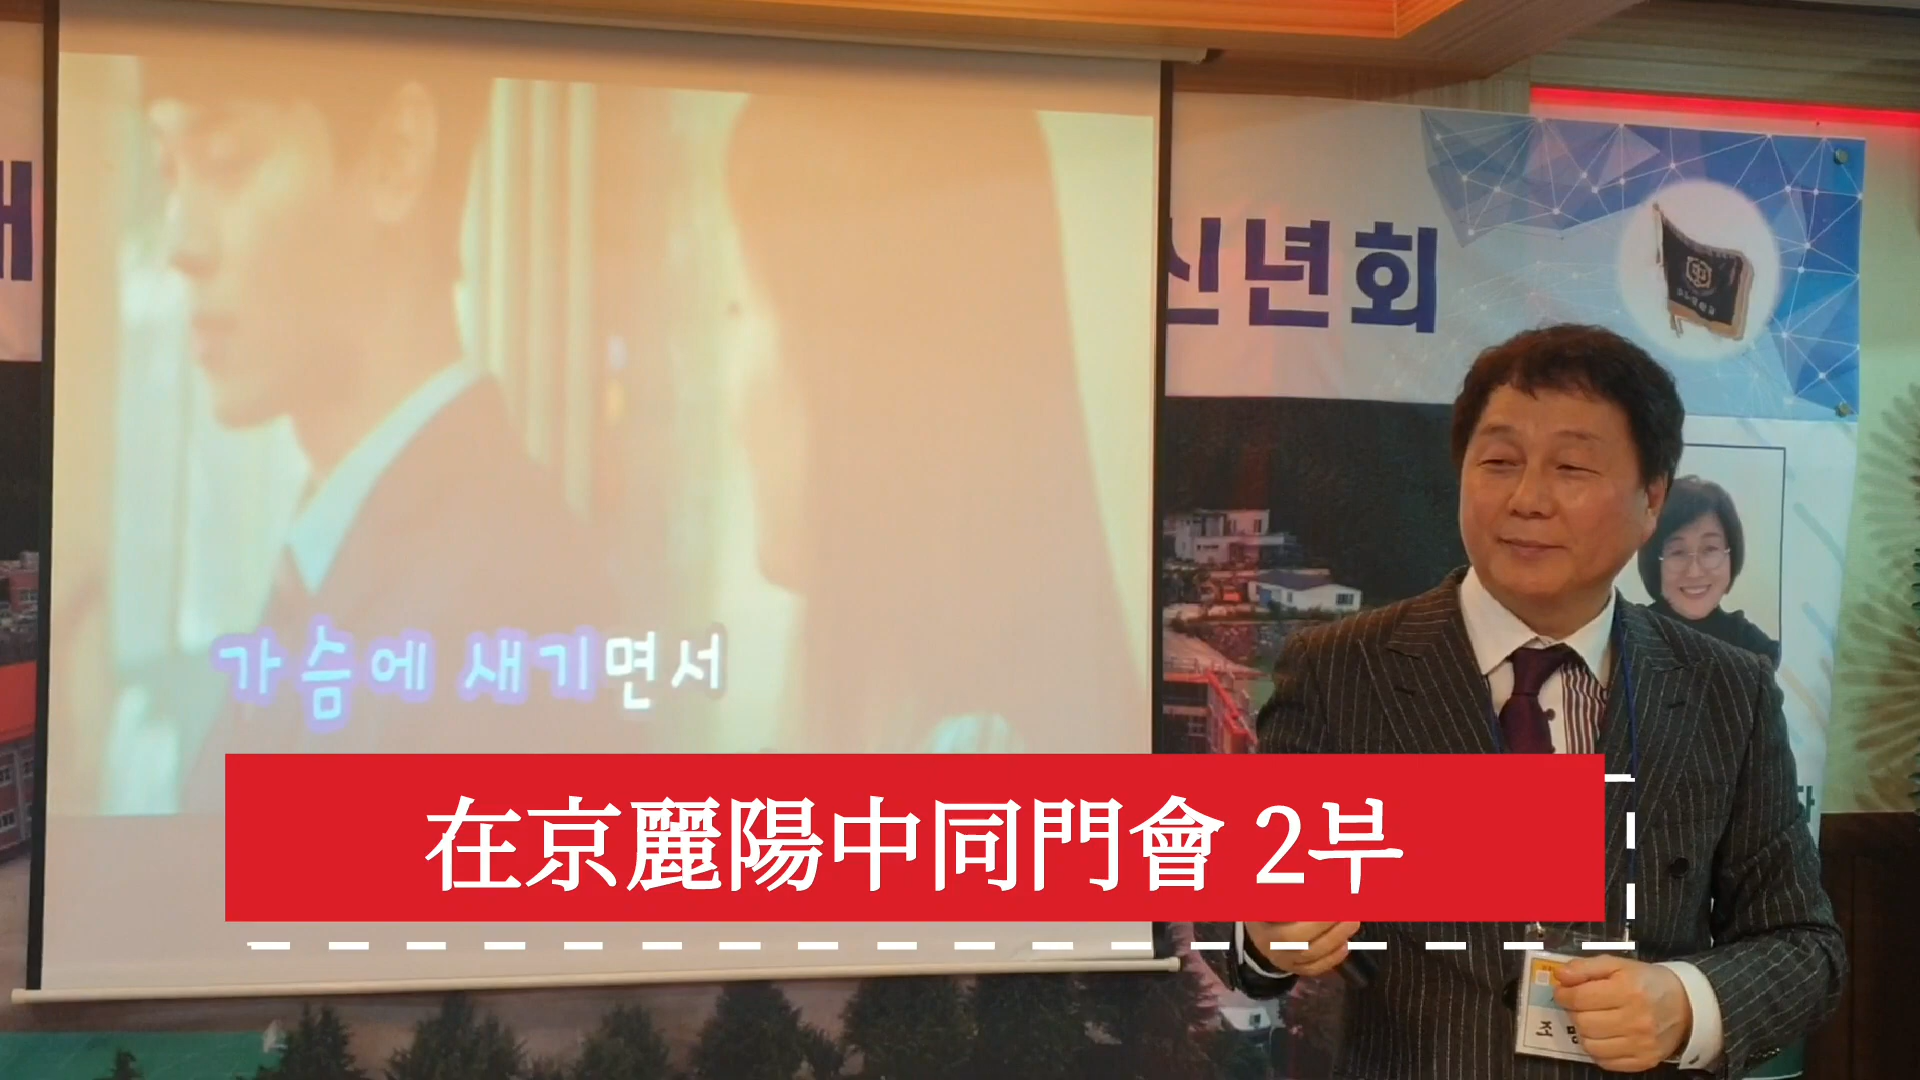 신년회
가슴에 새기면서
在京麗陽中同門會 2부
조